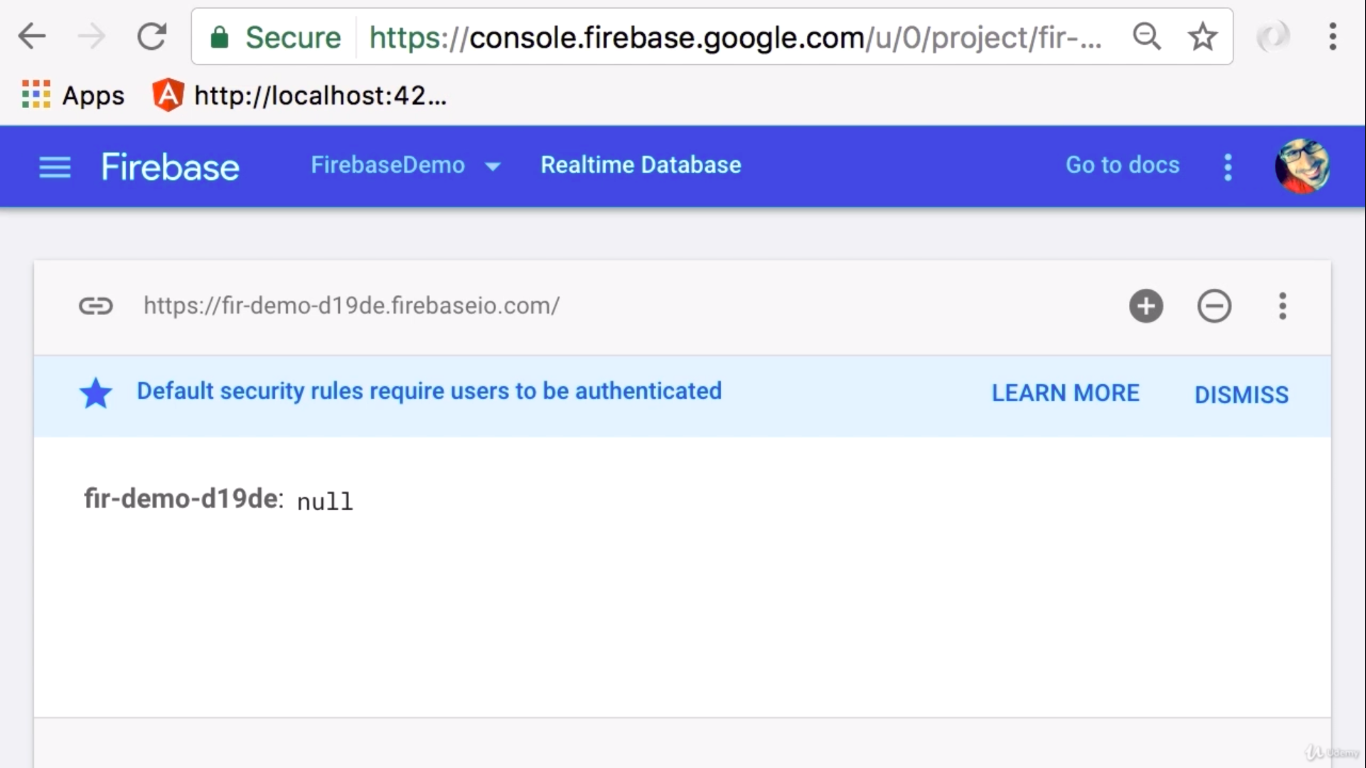 Secure https://console.firebase.google.com/u/0/project/fir-...
Apps http://localhost:42...
Firebase FirebaseDemo Realtime Database Go to docs
https://fir-demo-d19de.firebaseio.com/
Default security rules require users to be authenticated LEARN MORE DISMISS
fir-demo-d19de: null
Udemy